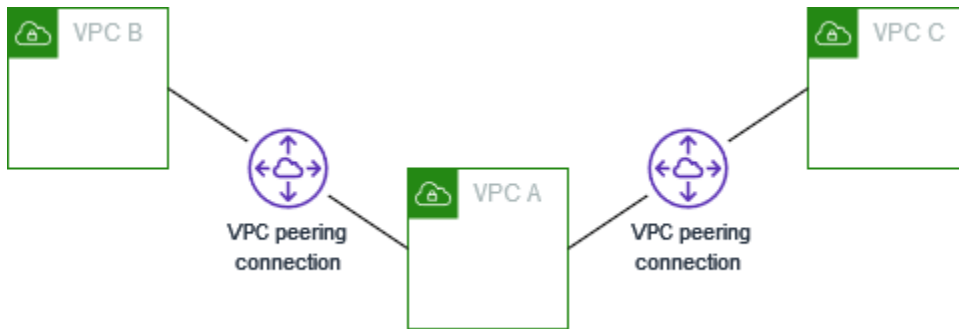 VPC B
VPC C
VPC A
VPC peering
connection
VPC peering
connection